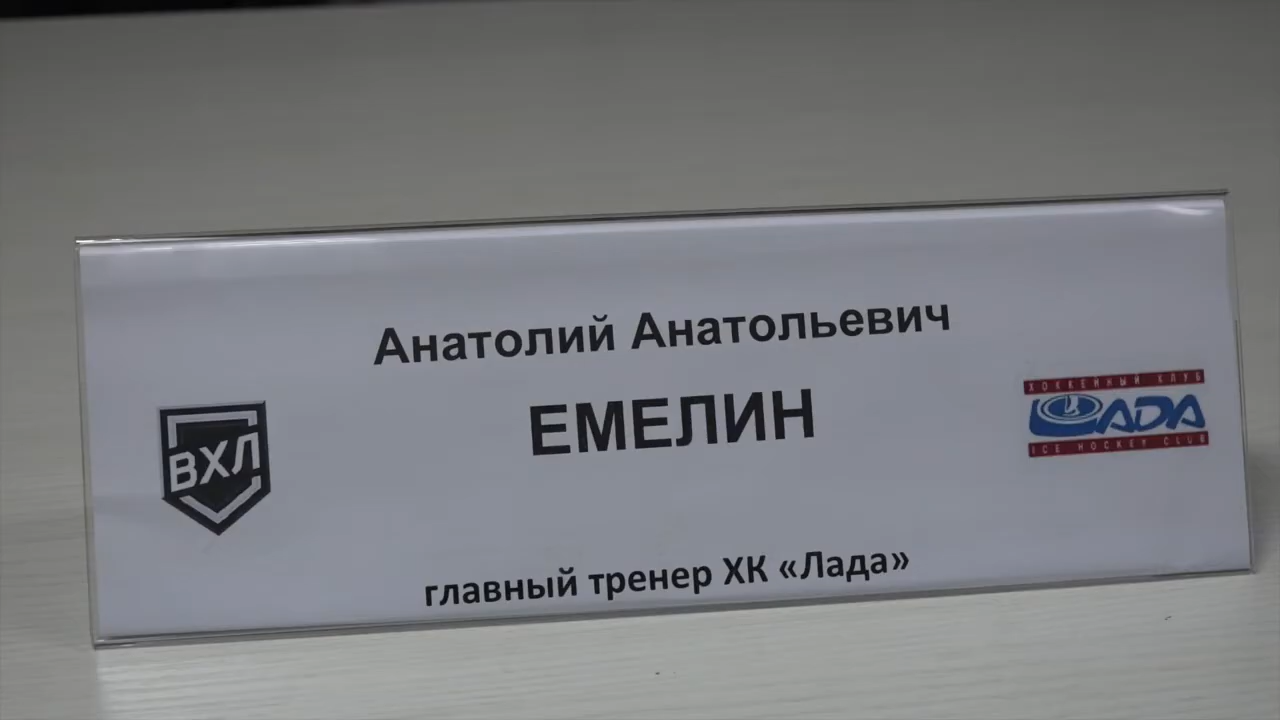 Анатолий Анатольевич
ЕМЕЛИН
ВХЛ
ХОККЕЙНЫЙ КЛУБ
ЛАДА
ICE HOCKEY CLUB
главный тренер ХК «Лада»